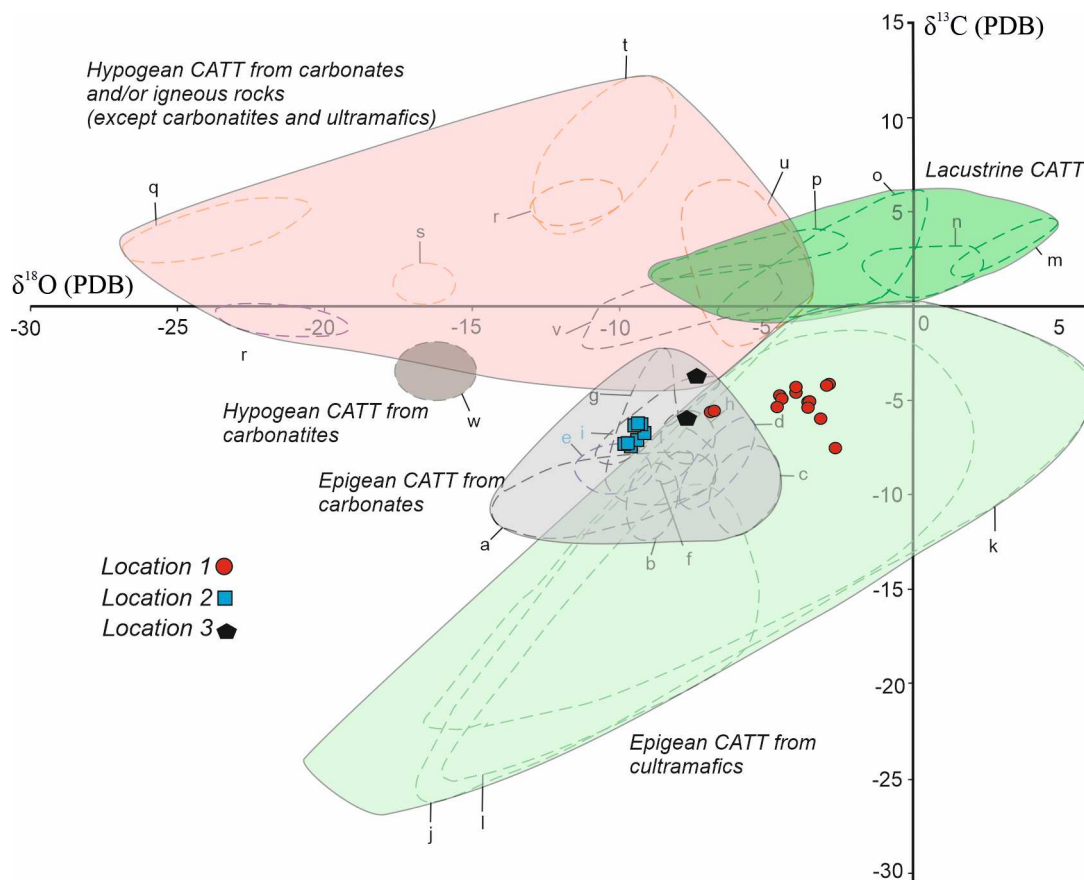 15
δ¹³C (PDB)
t
Hypogean CATT from carbonates
and/or igneous rocks
(except carbonatites and ultramafics)
10
u
p
o
Lacustrine CATT
q
r
5
n
s
m
δ¹⁸O (PDB)
-30
-25
-20
-15
-10
-5
0
5
v
r
g
h
w
-5
Hypogean CATT from
carbonatites
e
i
d
Epigean CATT from
carbonates
c
-10
a
b
f
k
Location 1
Location 2
Location 3
-15
-20
Epigean CATT from
cultramafics
-25
j
l
-30